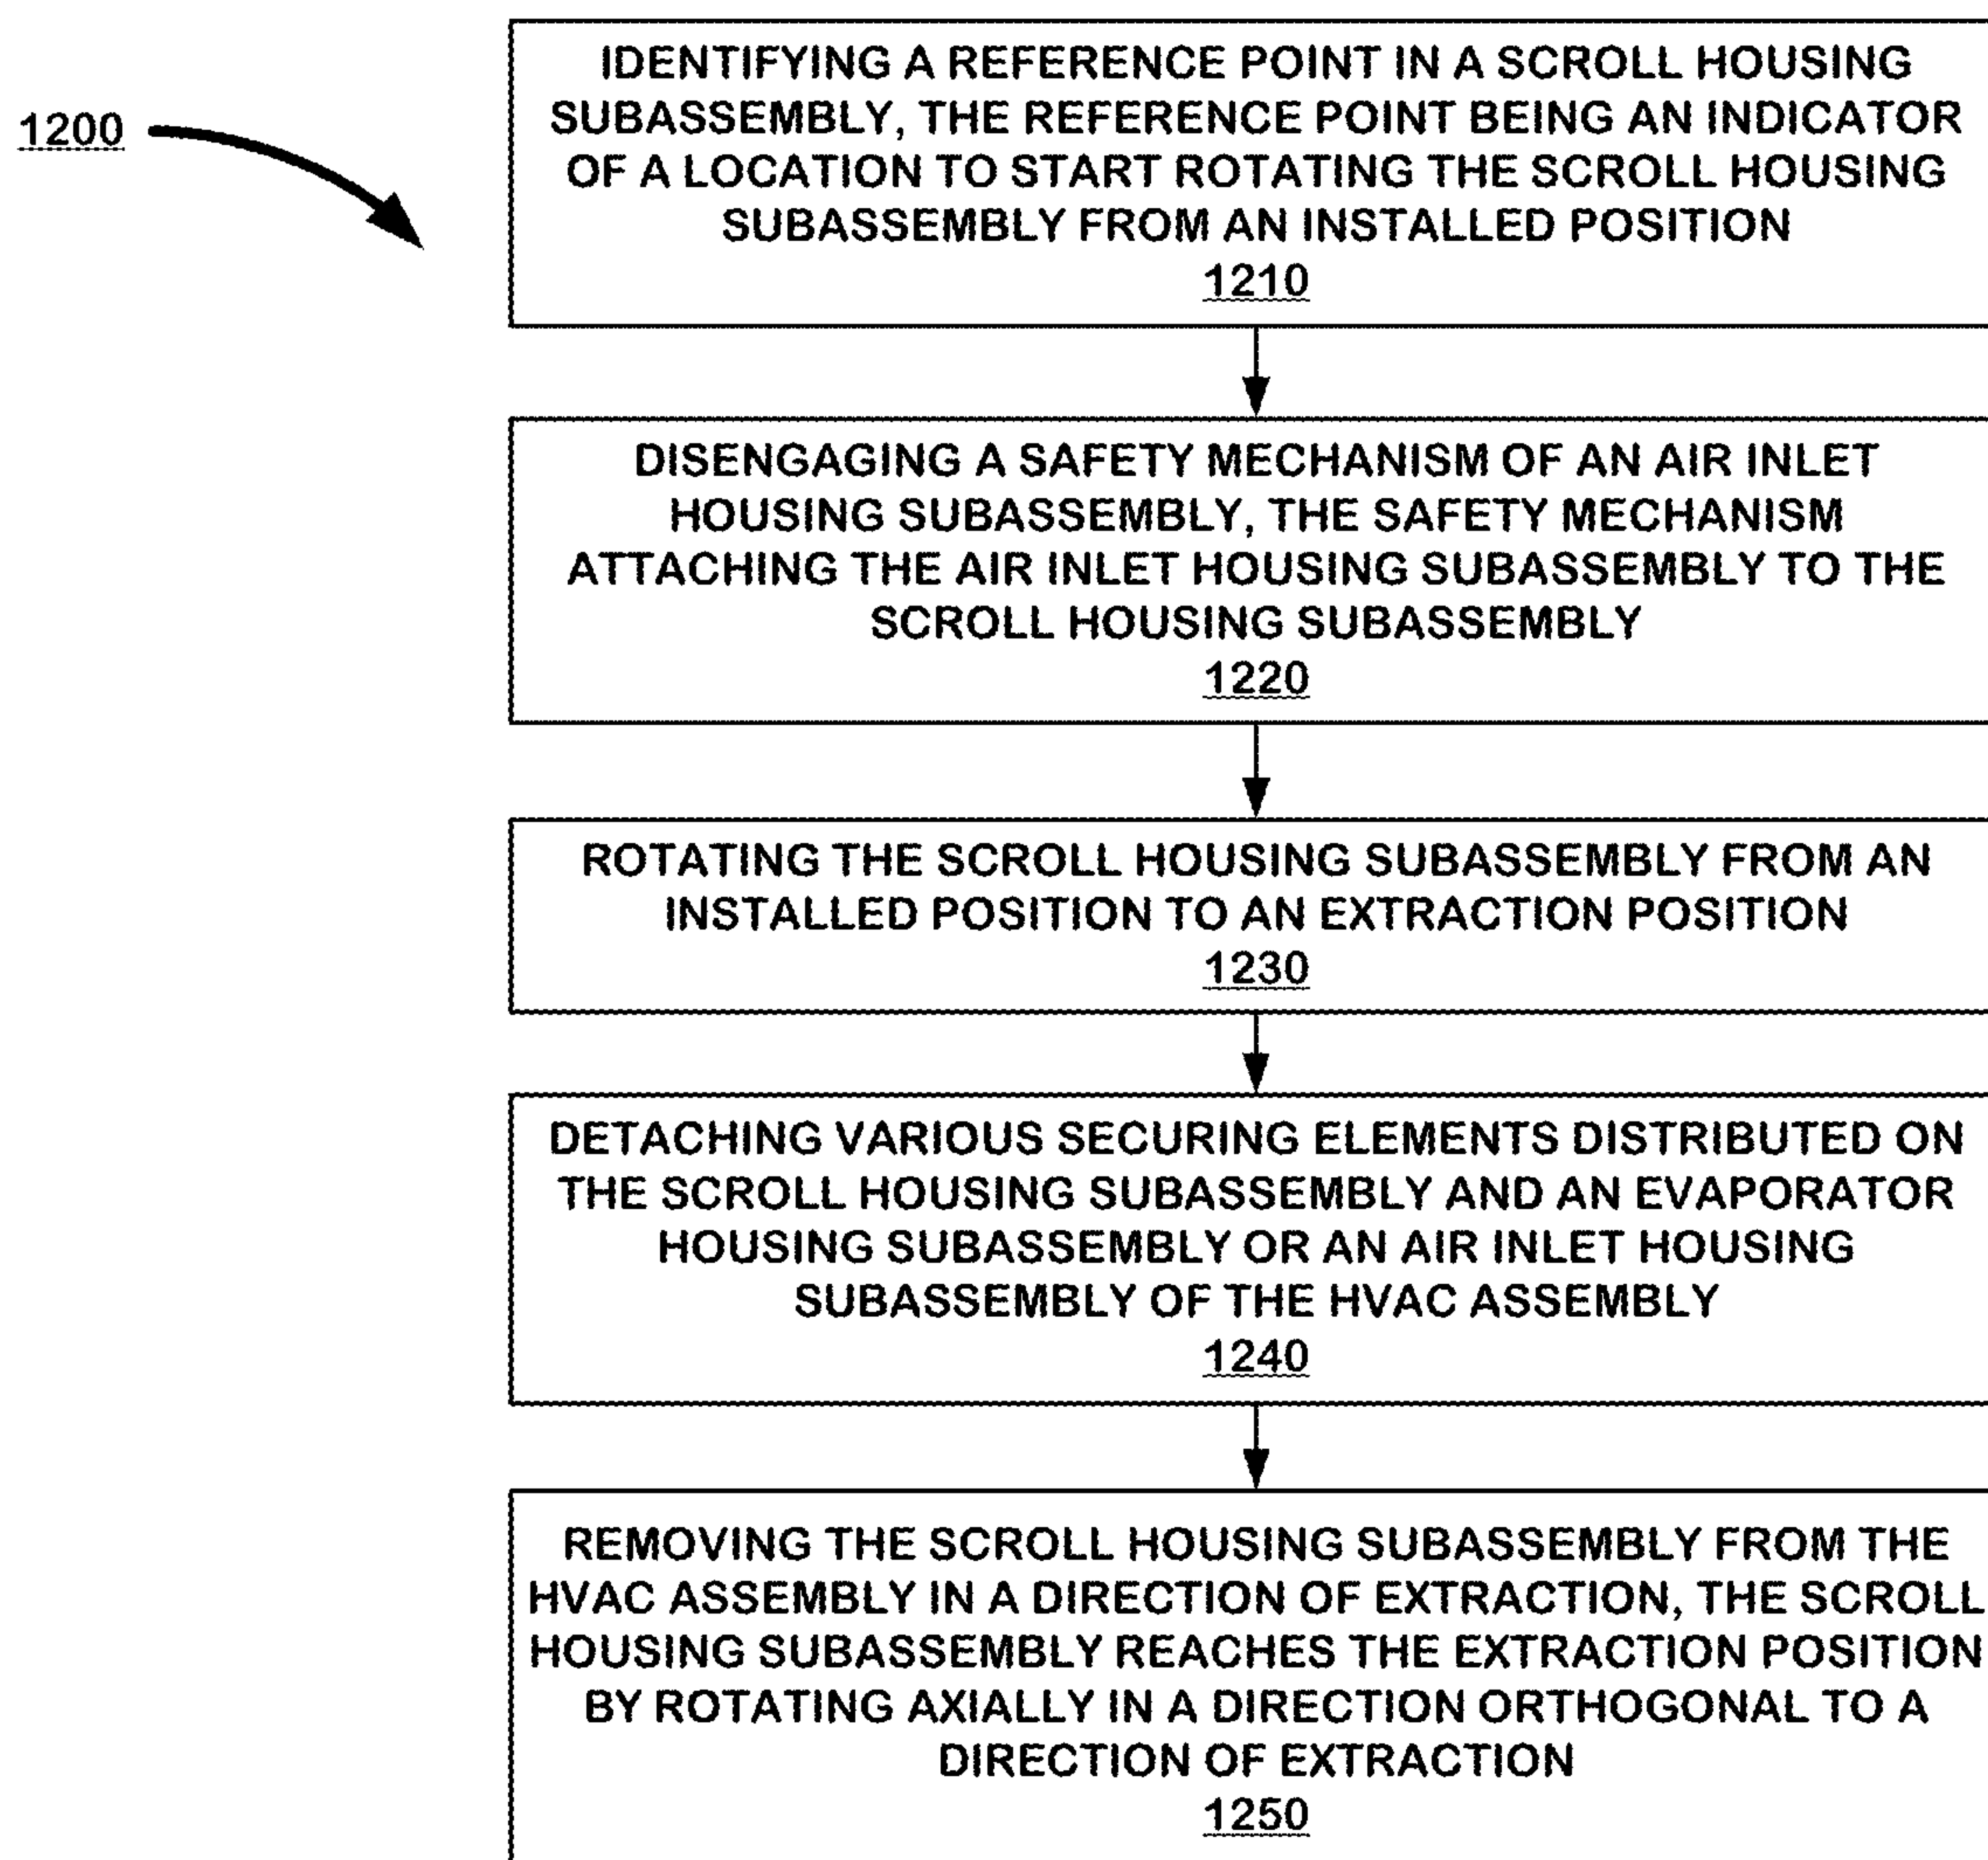 1200
IDENTIFYING A REFERENCE POINT IN A SCROLL HOUSING
SUBASSEMBLY, THE REFERENCE POINT BEING AN INDICATOR
OF A LOCATION TO START ROTATING THE SCROLL HOUSING
SUBASSEMBLY FROM AN INSTALLED POSITION
1210
DISENGAGING A SAFETY MECHANISM OF AN AIR INLET
HOUSING SUBASSEMBLY, THE SAFETY MECHANISM
ATTACHING THE AIR INLET HOUSING SUBASSEMBLY TO THE
SCROLL HOUSING SUBASSEMBLY
1220
ROTATING THE SCROLL HOUSING SUBASSEMBLY FROM AN
INSTALLED POSITION TO AN EXTRACTION POSITION
1230
DETACHING VARIOUS SECURING ELEMENTS DISTRIBUTED ON
THE SCROLL HOUSING SUBASSEMBLY AND AN EVAPORATOR
HOUSING SUBASSEMBLY OR AN AIR INLET HOUSING
SUBASSEMBLY OF THE HVAC ASSEMBLY
1240
REMOVING THE SCROLL HOUSING SUBASSEMBLY FROM THE
HVAC ASSEMBLY IN A DIRECTION OF EXTRACTION, THE SCROLL
HOUSING SUBASSEMBLY REACHES THE EXTRACTION POSITION
BY ROTATING AXIALLY IN A DIRECTION ORTHOGONAL TO A
DIRECTION OF EXTRACTION
1250